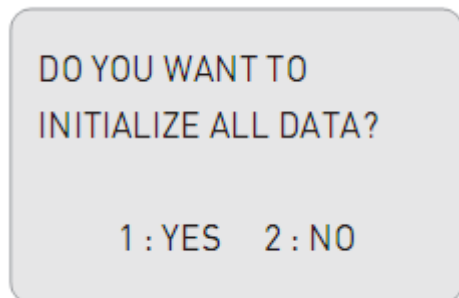 DO YOU WANT TO
INITIALIZE ALL DATA?
1 : YES 2 : NO